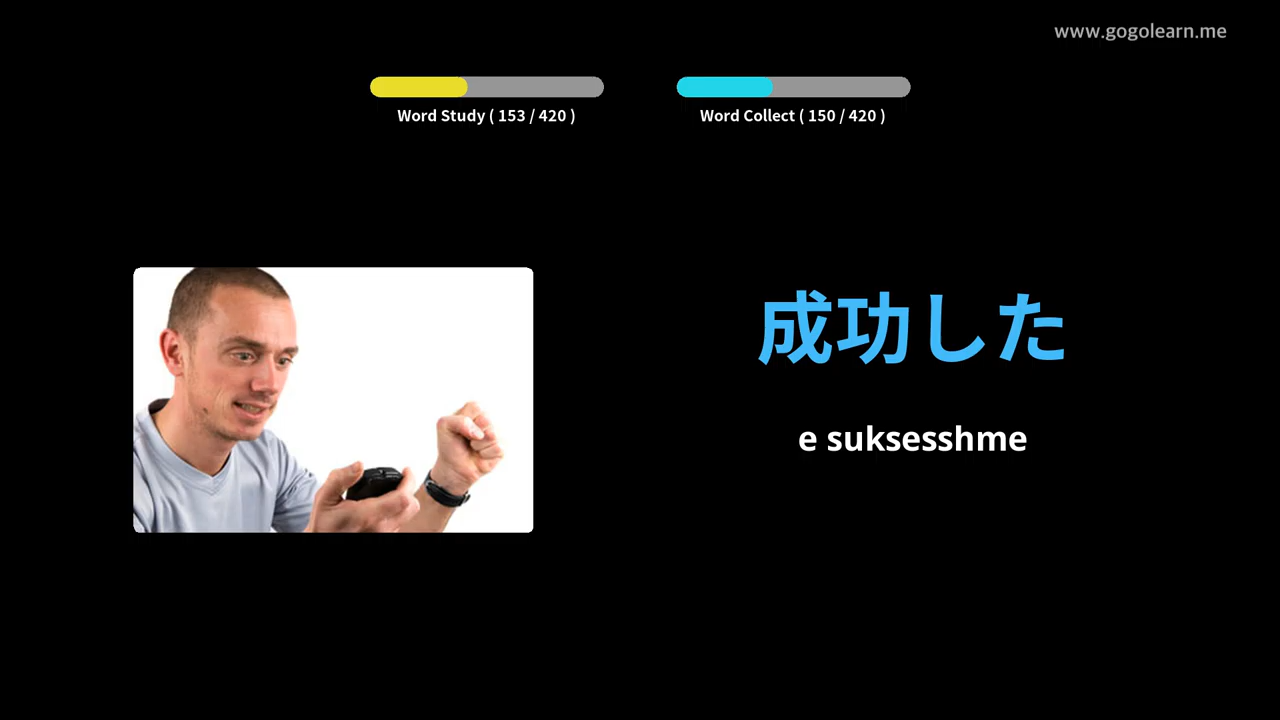 www.gogolearn.me
Word Study ( 153 / 420 )
Word Collect ( 150 / 420 )
成功した
e suksesshme